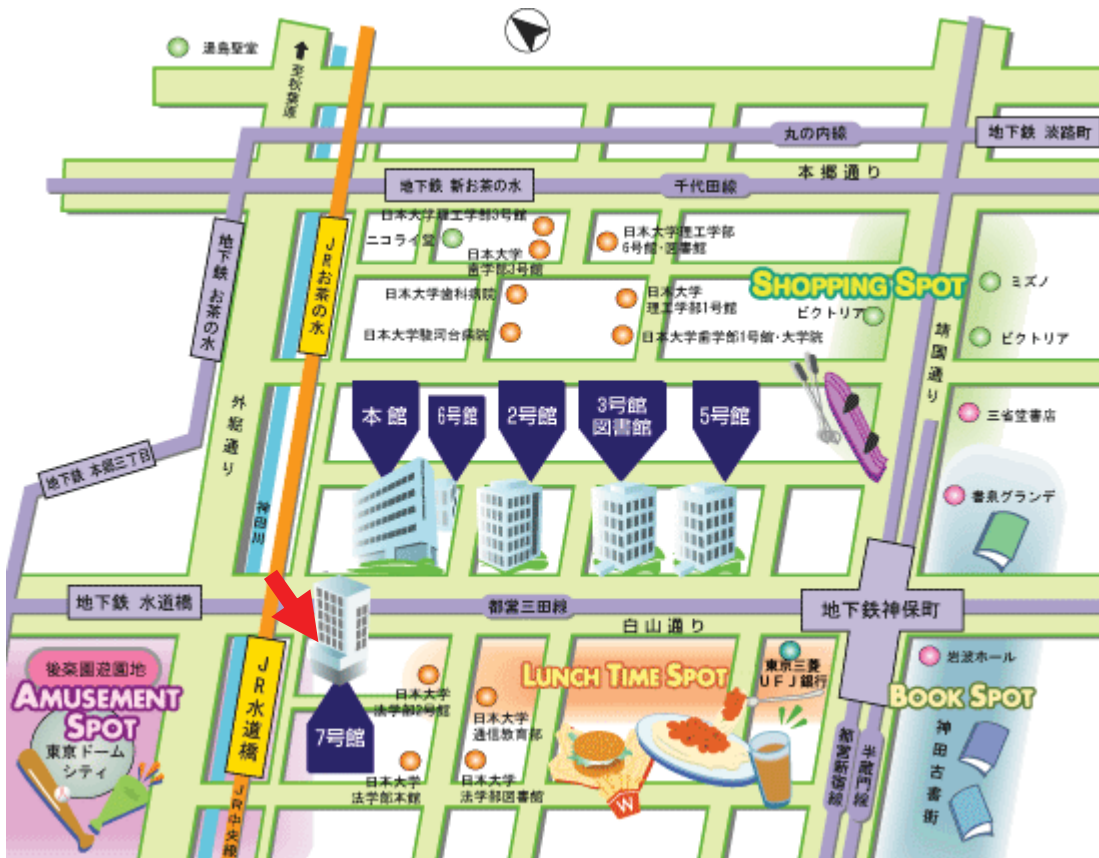 湯島聖堂
至秋葉原
丸の内線
地下鉄 淡路町
本郷通り
地下鉄 新お茶の水
千代田線
日本大学理工学部3号館
ニコライ堂
日本大学
歯学部3号館
日本大学理工学部
6号館・図書館
地下鉄 お茶の水
JRお茶の水
SHOPPING SPOT
ミズノ
日本大学歯科病院
日本大学
理工学部1号館
ビクトリア
日本大学駿河台病院
日本大学歯学部1号館・大学院
ビクトリア
靖国通り
外堀通り
本館
6号館
2号館
3号館
図書館
5号館
三省堂書店
地下鉄 本郷三丁目
書泉グランデ
神田川
地下鉄 水道橋
都営三田線
地下鉄神保町
白山通り
後楽園遊園地
AMUSEMENT
SPOT
東京ドーム
シティ
JR水道橋
JR中央線
7号館
日本大学
法学部2号館
日本大学
通信教育部
日本大学
法学部本館
日本大学
法学部図書館
LUNCH TIME SPOT
東京三菱
UFJ銀行
W
岩波ホール
BOOK SPOT
神田古書街
都営新宿線
半蔵門線